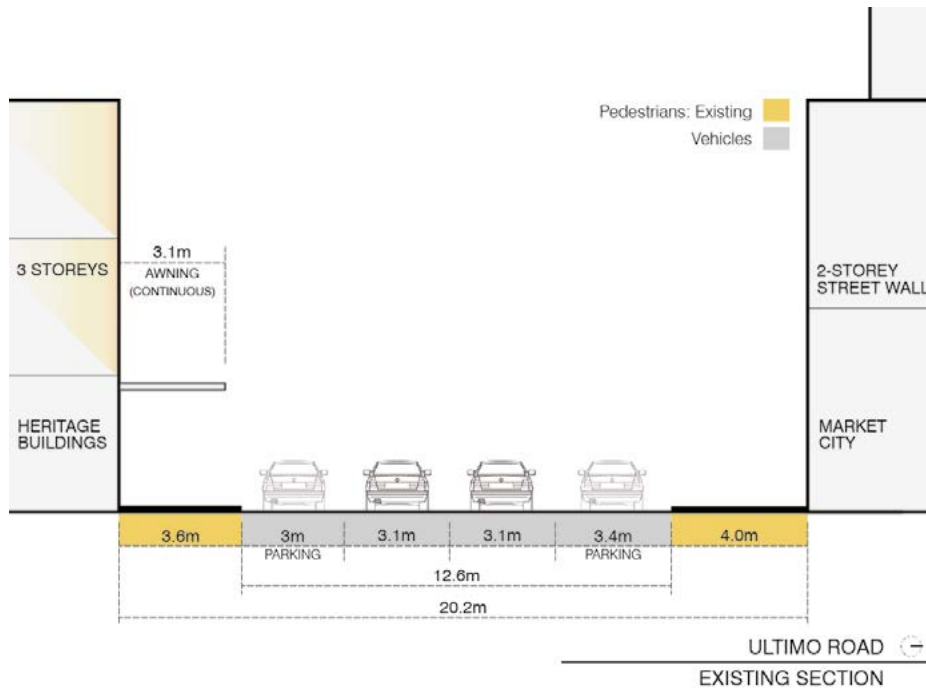 Pedestrians: Existing
Vehicles
3.1m
AWNING
(CONTINUOUS)
3 STOREYS
2-STOREY
STREET WALL
HERITAGE
BUILDINGS
MARKET
CITY
3.6m
3m
3.1m
3.1m
3.4m
4.0m
PARKING
PARKING
12.6m
20.2m
ULTIMO ROAD
EXISTING SECTION